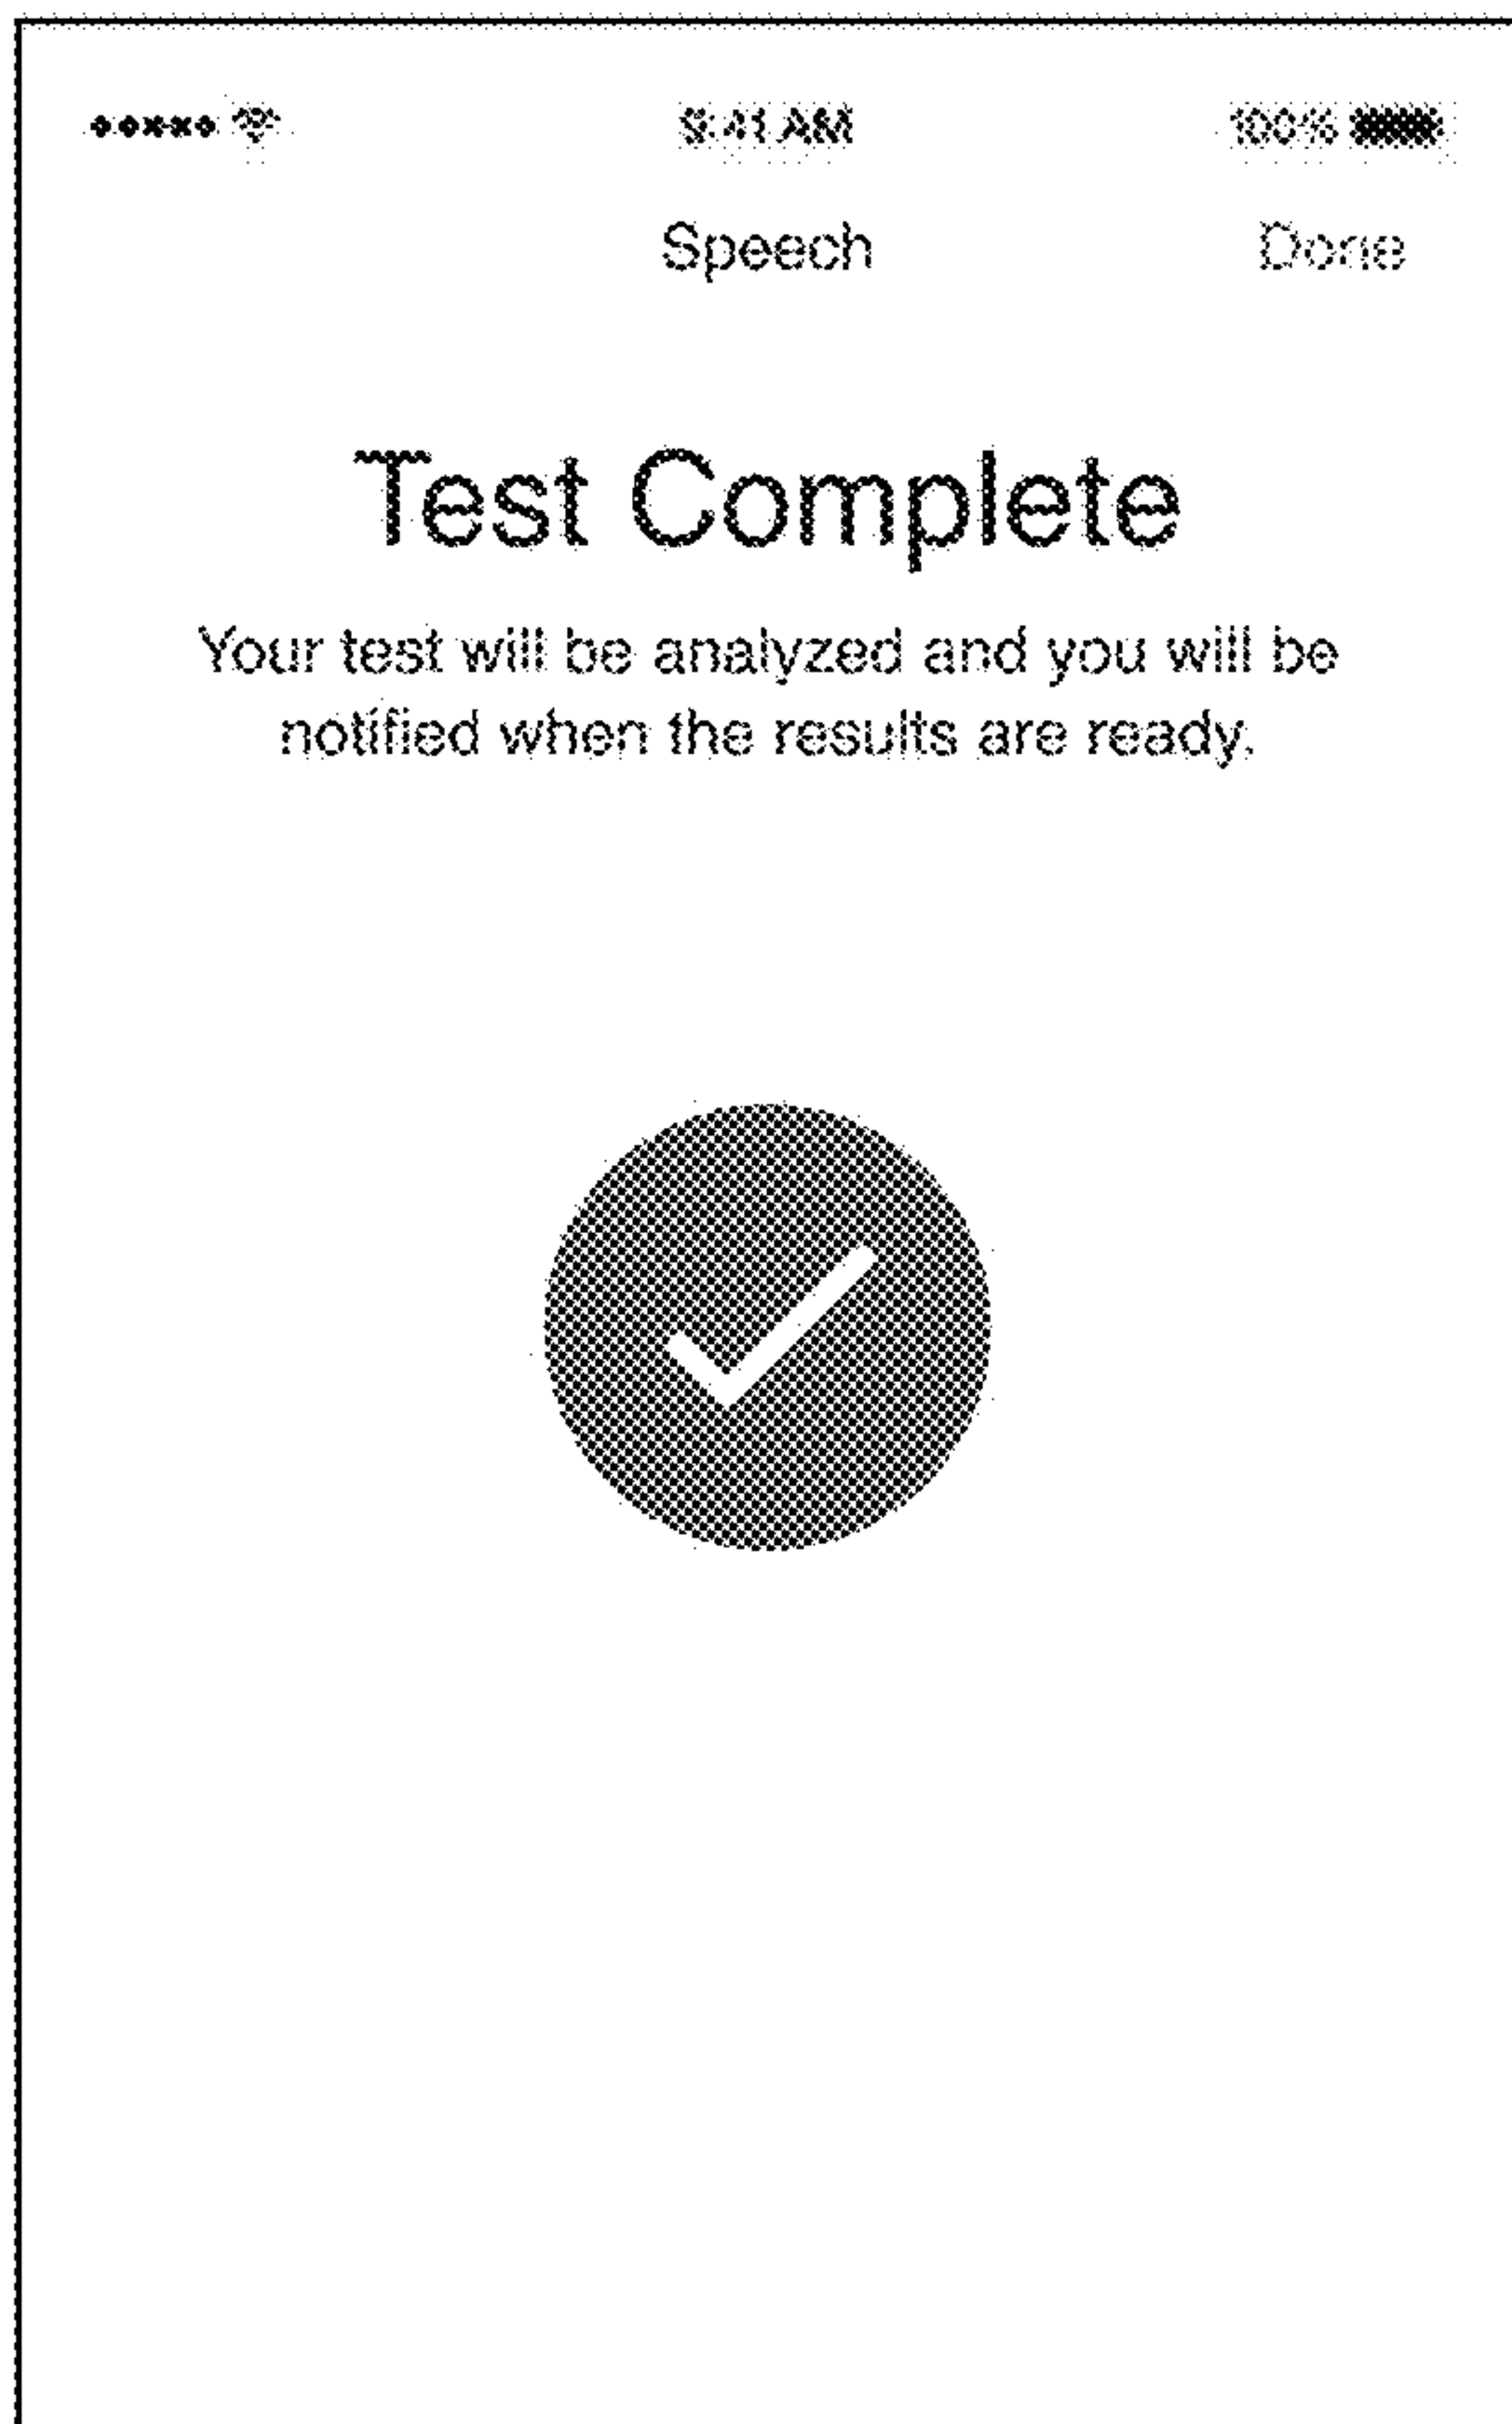 9:41 AM 100%
Speech Done
Test Complete
Your test will be analyzed and you will be
notified when the results are ready.